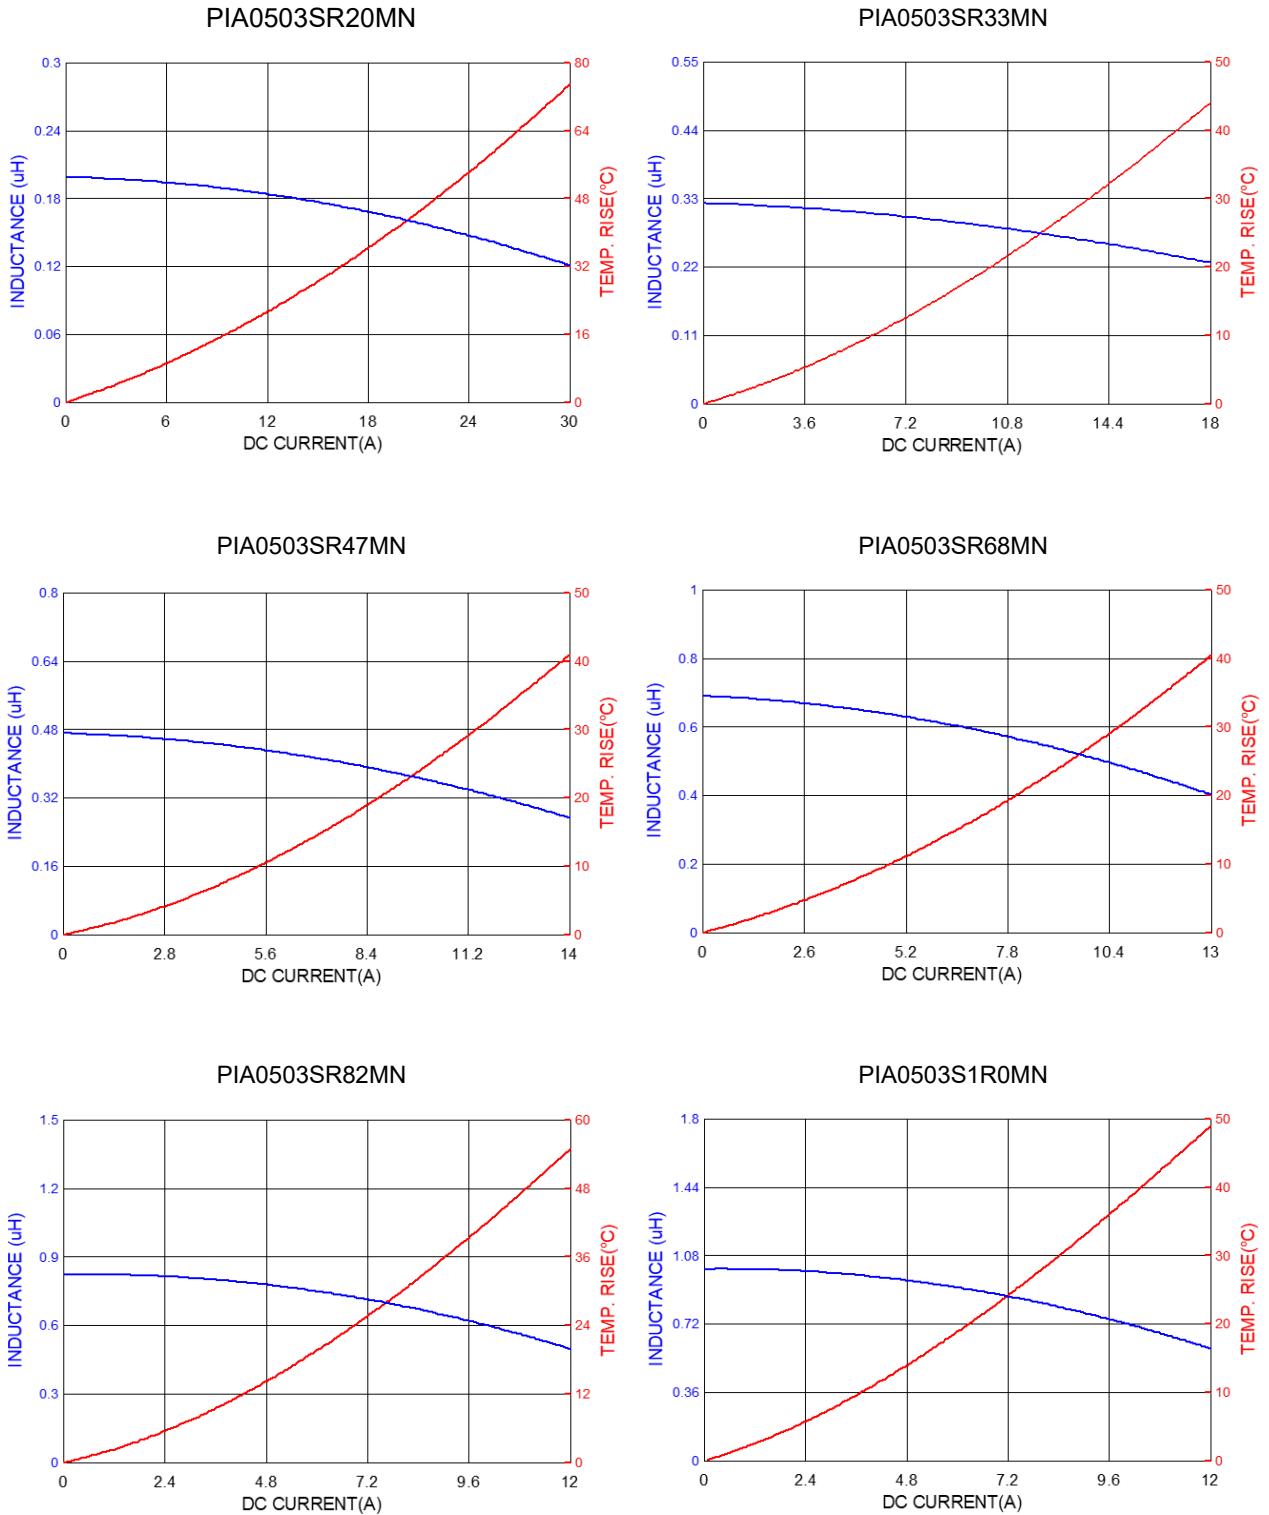 PIA0503SR20MN
0.3
0.24
0.18
0.12
0.06
0
INDUCTANCE (uH)
80
64
48
32
16
0
TEMP. RISE(ºC)
0 6 12 18 24 30
DC CURRENT(A)
PIA0503SR33MN
0.55
0.44
0.33
0.22
0.11
0
INDUCTANCE (uH)
50
40
30
20
10
0
TEMP. RISE(ºC)
0 3.6 7.2 10.8 14.4 18
DC CURRENT(A)
PIA0503SR47MN
0.8
0.64
0.48
0.32
0.16
0
INDUCTANCE (uH)
50
40
30
20
10
0
TEMP. RISE(ºC)
0 2.8 5.6 8.4 11.2 14
DC CURRENT(A)
PIA0503SR68MN
1
0.8
0.6
0.4
0.2
0
INDUCTANCE (uH)
50
40
30
20
10
0
TEMP. RISE(ºC)
0 2.6 5.2 7.8 10.4 13
DC CURRENT(A)
PIA0503SR82MN
1.5
1.2
0.9
0.6
0.3
0
INDUCTANCE (uH)
60
48
36
24
12
0
TEMP. RISE(ºC)
0 2.4 4.8 7.2 9.6 12
DC CURRENT(A)
PIA0503S1R0MN
1.8
1.44
1.08
0.72
0.36
0
INDUCTANCE (uH)
50
40
30
20
10
0
TEMP. RISE(ºC)
0 2.4 4.8 7.2 9.6 12
DC CURRENT(A)